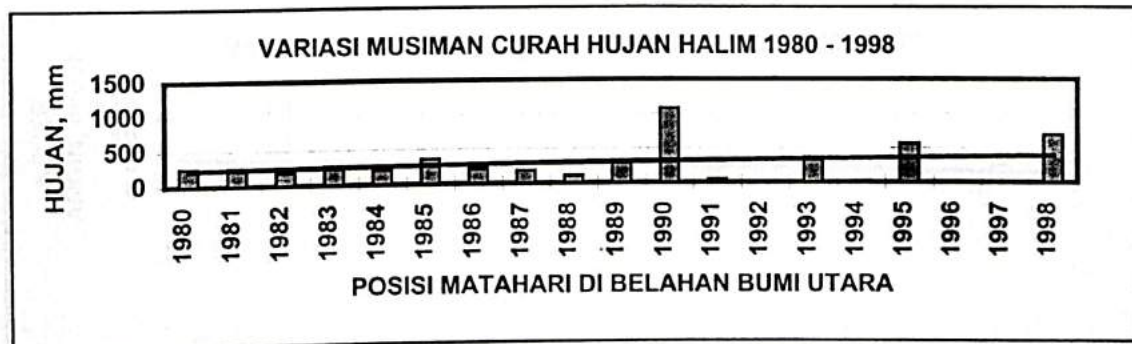 VARIASI MUSIMAN CURAH HUJAN HALIM 1980 - 1998
HUJAN, mm
1500
1000
500
0
1980 1981 1982 1983 1984 1985 1986 1987 1988 1989 1990 1991 1992 1993 1994 1995 1996 1997 1998
POSISI MATAHARI DI BELAHAN BUMI UTARA